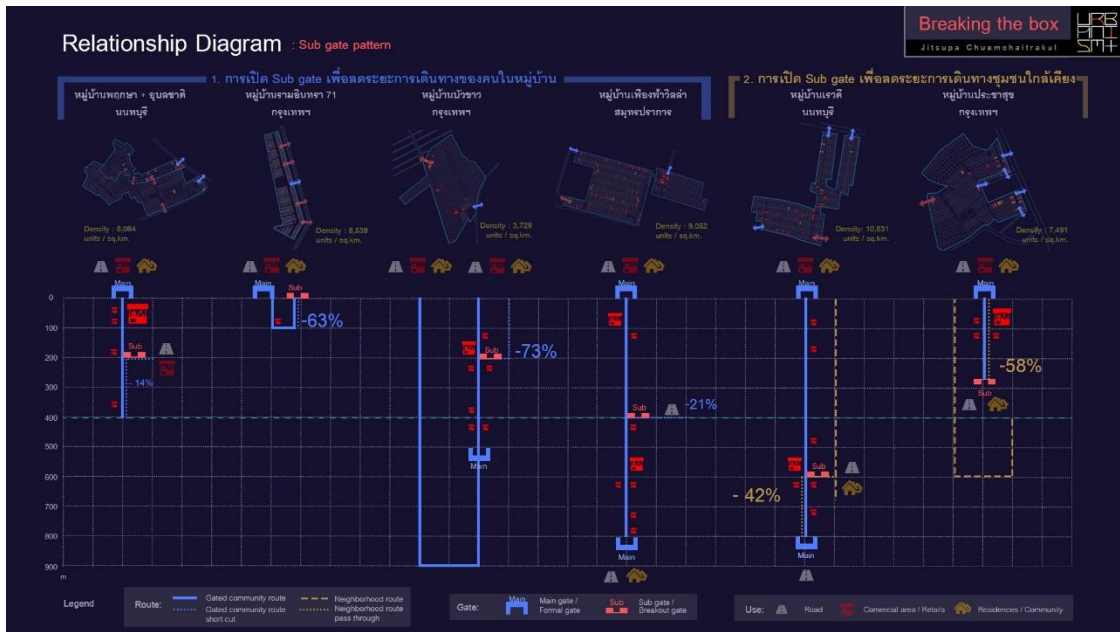 Breaking the box
Jitsupa Chuemchaitrakul
URB
ANI
SM+
Relationship Diagram : Sub gate pattern
1. การเปิด Sub gate เพื่อลดระยะการเดินทางของคนในหมู่บ้าน
2. การเปิด Sub gate เพื่อลดระยะการเดินทางชุมชนใกล้เคียง
หมู่บ้านพฤกษา + อุบลชาติ
นนทบุรี
หมู่บ้านรามอินทรา 71
กรุงเทพฯ
หมู่บ้านบัวขาว
กรุงเทพฯ
หมู่บ้านเฟื่องฟ้าวิลล่า
สมุทรปราการ
หมู่บ้านเรวดี
นนทบุรี
หมู่บ้านประชาสุข
กรุงเทพฯ
Density : 8,064
units / sq.km.
Density : 8,539
units / sq.km.
Density : 3,729
units / sq.km.
Density : 9,052
units / sq.km.
Density: 10,831
units / sq.km.
Density : 7,491
units / sq.km.
Main
Sub
Main
Main
Main
0
100
200
300
400
500
600
700
800
900
m
Sub
- 14%
-63%
Sub
-73%
Main
Sub
-21%
Main
Sub
- 42%
Main
-58%
Sub
Legend
Route:
Gated community route
Gated community route
short cut
Neighborhood route
Neighborhood route
pass through
Gate:
Main
Main gate /
Formal gate
Sub
Sub gate /
Breakout gate
Use:
Road
Comercial area / Retails
Residences / Community